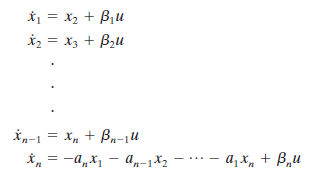 ẋ₁ = x₂ + β₁u
ẋ₂ = x₃ + β₂u
.
.
.
ẋₙ₋₁ = xₙ + βₙ₋₁u
ẋₙ = −aₙx₁ − aₙ₋₁x₂ − ··· − a₁xₙ + βₙu